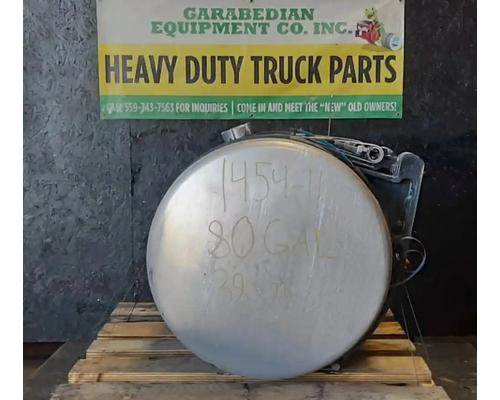 GARABEDIAN
EQUIPMENT CO. INC.
HEAVY DUTY TRUCK PARTS
CALL 559-743-7563 FOR INQUIRIES | COME IN AND MEET THE "NEW" OLD OWNERS!
1454-11
80 GAL